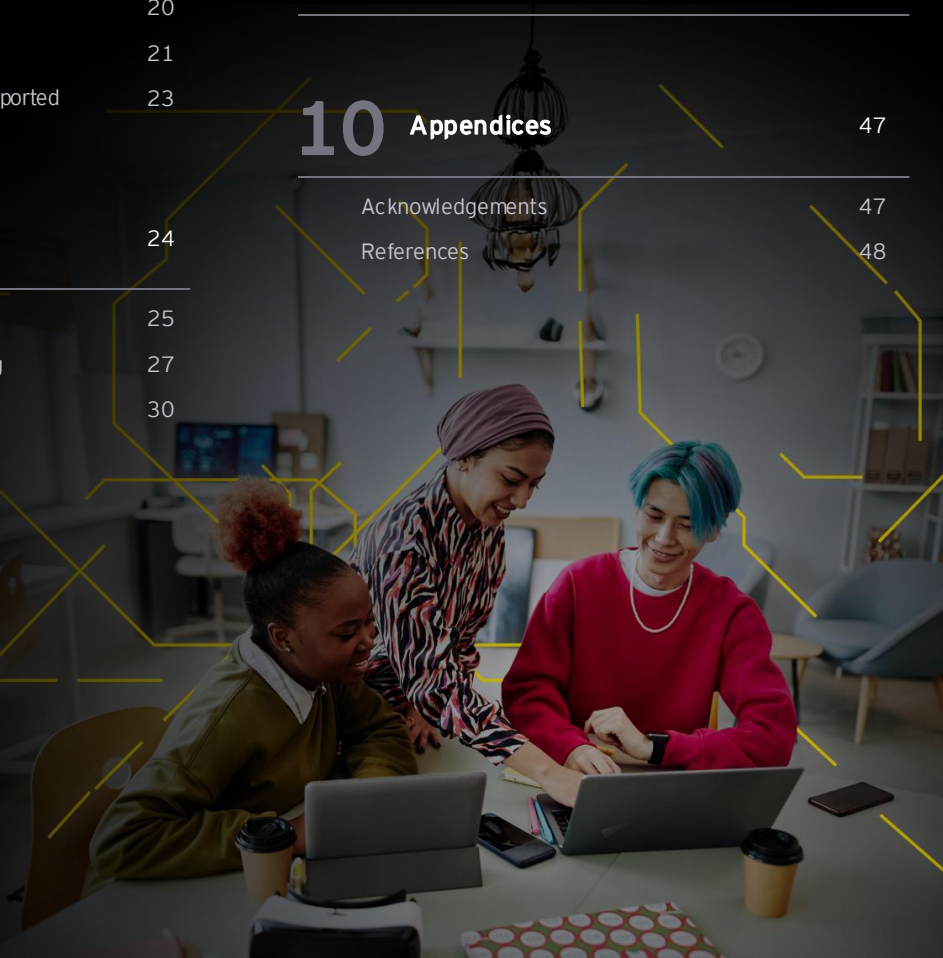 20
21
ported 23
24
25
g 27
30
10 Appendices 47
Acknowledgements 47
References 48